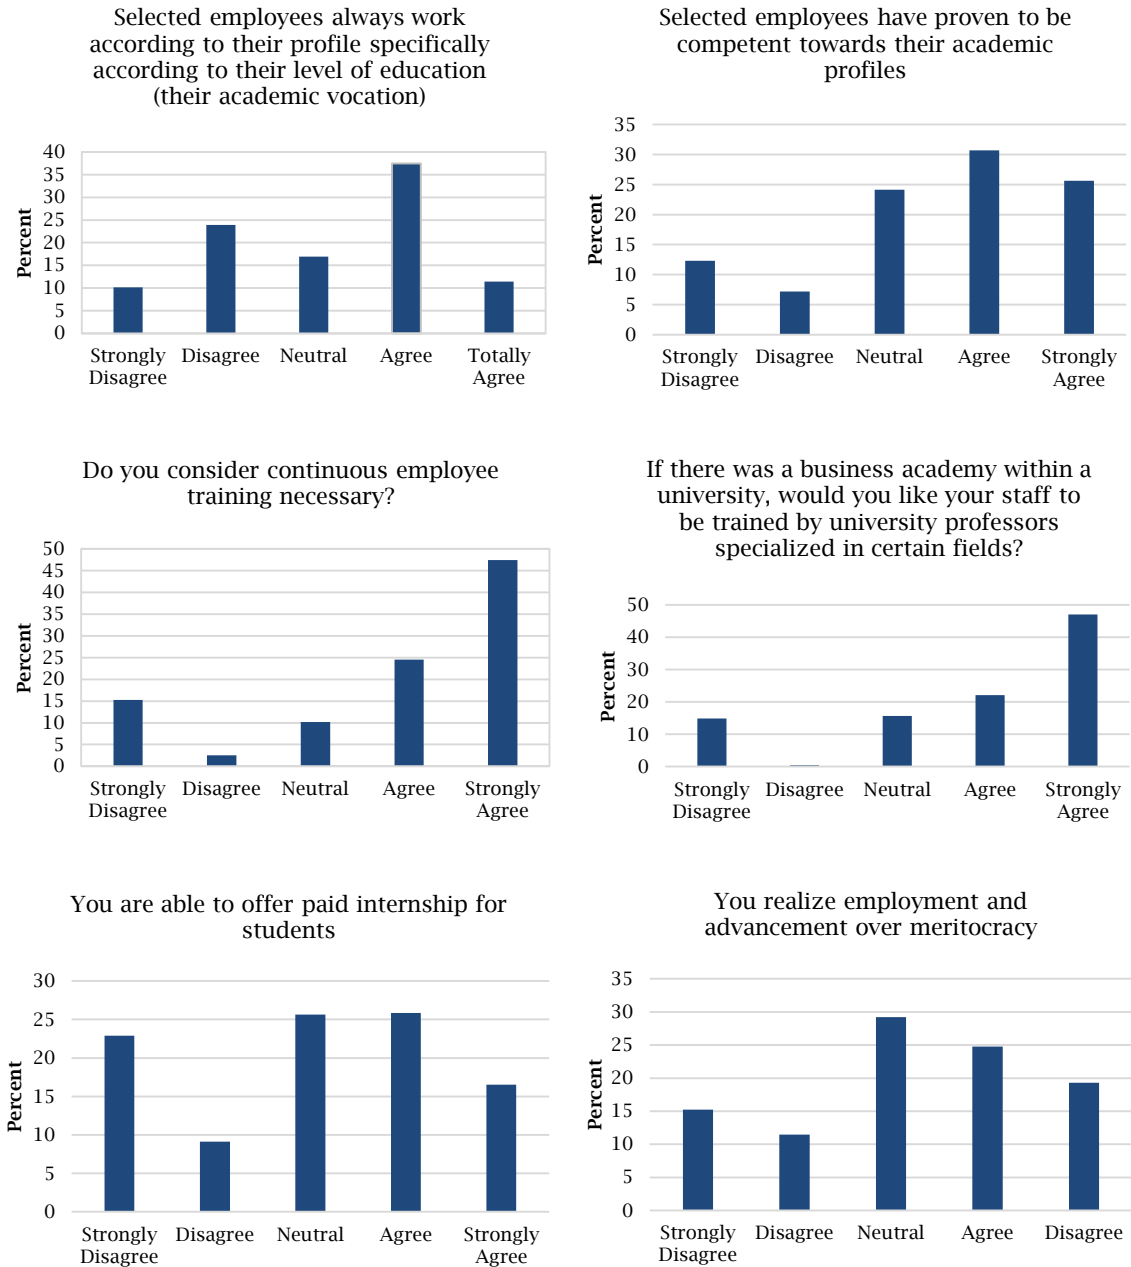 Selected employees always work
according to their profile specifically
according to their level of education
(their academic vocation)
40
35
30
25
20
15
10
5
0
Percent
Strongly Disagree Neutral Agree Totally
Disagree Agree
Selected employees have proven to be
competent towards their academic
profiles
35
30
25
20
15
10
5
0
Percent
Strongly Disagree Neutral Agree Strongly
Disagree Agree
Do you consider continuous employee
training necessary?
50
45
40
35
30
25
20
15
10
5
0
Percent
Strongly Disagree Neutral Agree Strongly
Disagree Agree
If there was a business academy within a
university, would you like your staff to
be trained by university professors
specialized in certain fields?
50
40
30
20
10
0
Percent
Strongly Disagree Neutral Agree Strongly
Disagree Agree
You are able to offer paid internship for
students
30
25
20
15
10
5
0
Percent
Strongly Disagree Neutral Agree Strongly
Disagree Agree
You realize employment and
advancement over meritocracy
35
30
25
20
15
10
5
0
Percent
Strongly Disagree Neutral Agree Disagree
Disagree